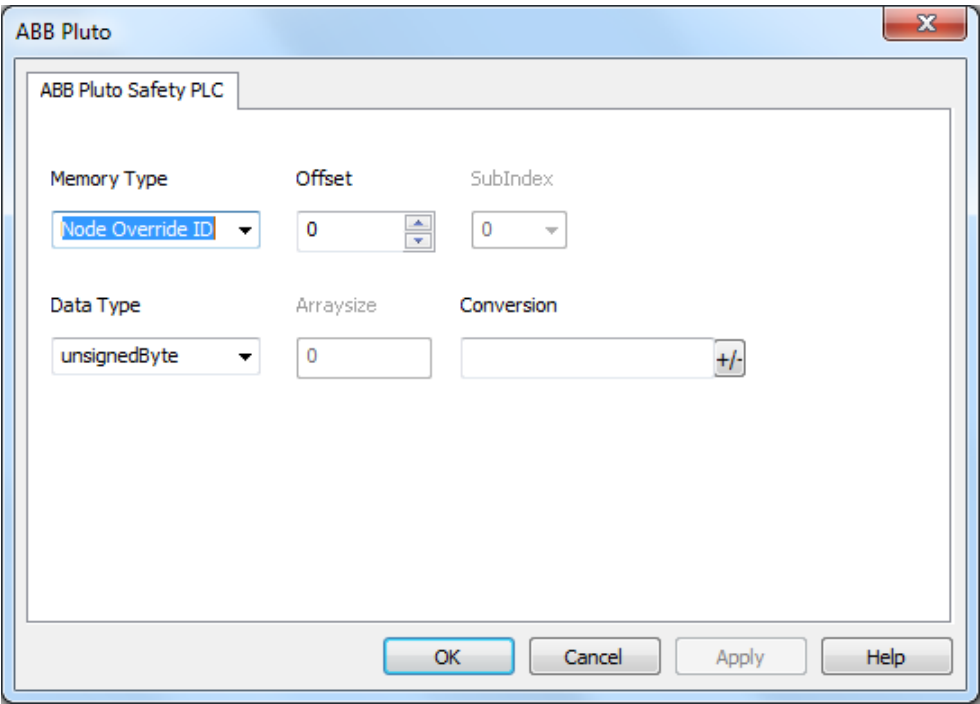 ABB Pluto
ABB Pluto Safety PLC
Memory Type Offset SubIndex
Node Override ID 0 0
Data Type Arraysize Conversion
unsignedByte 0 +/-
OK Cancel Apply Help